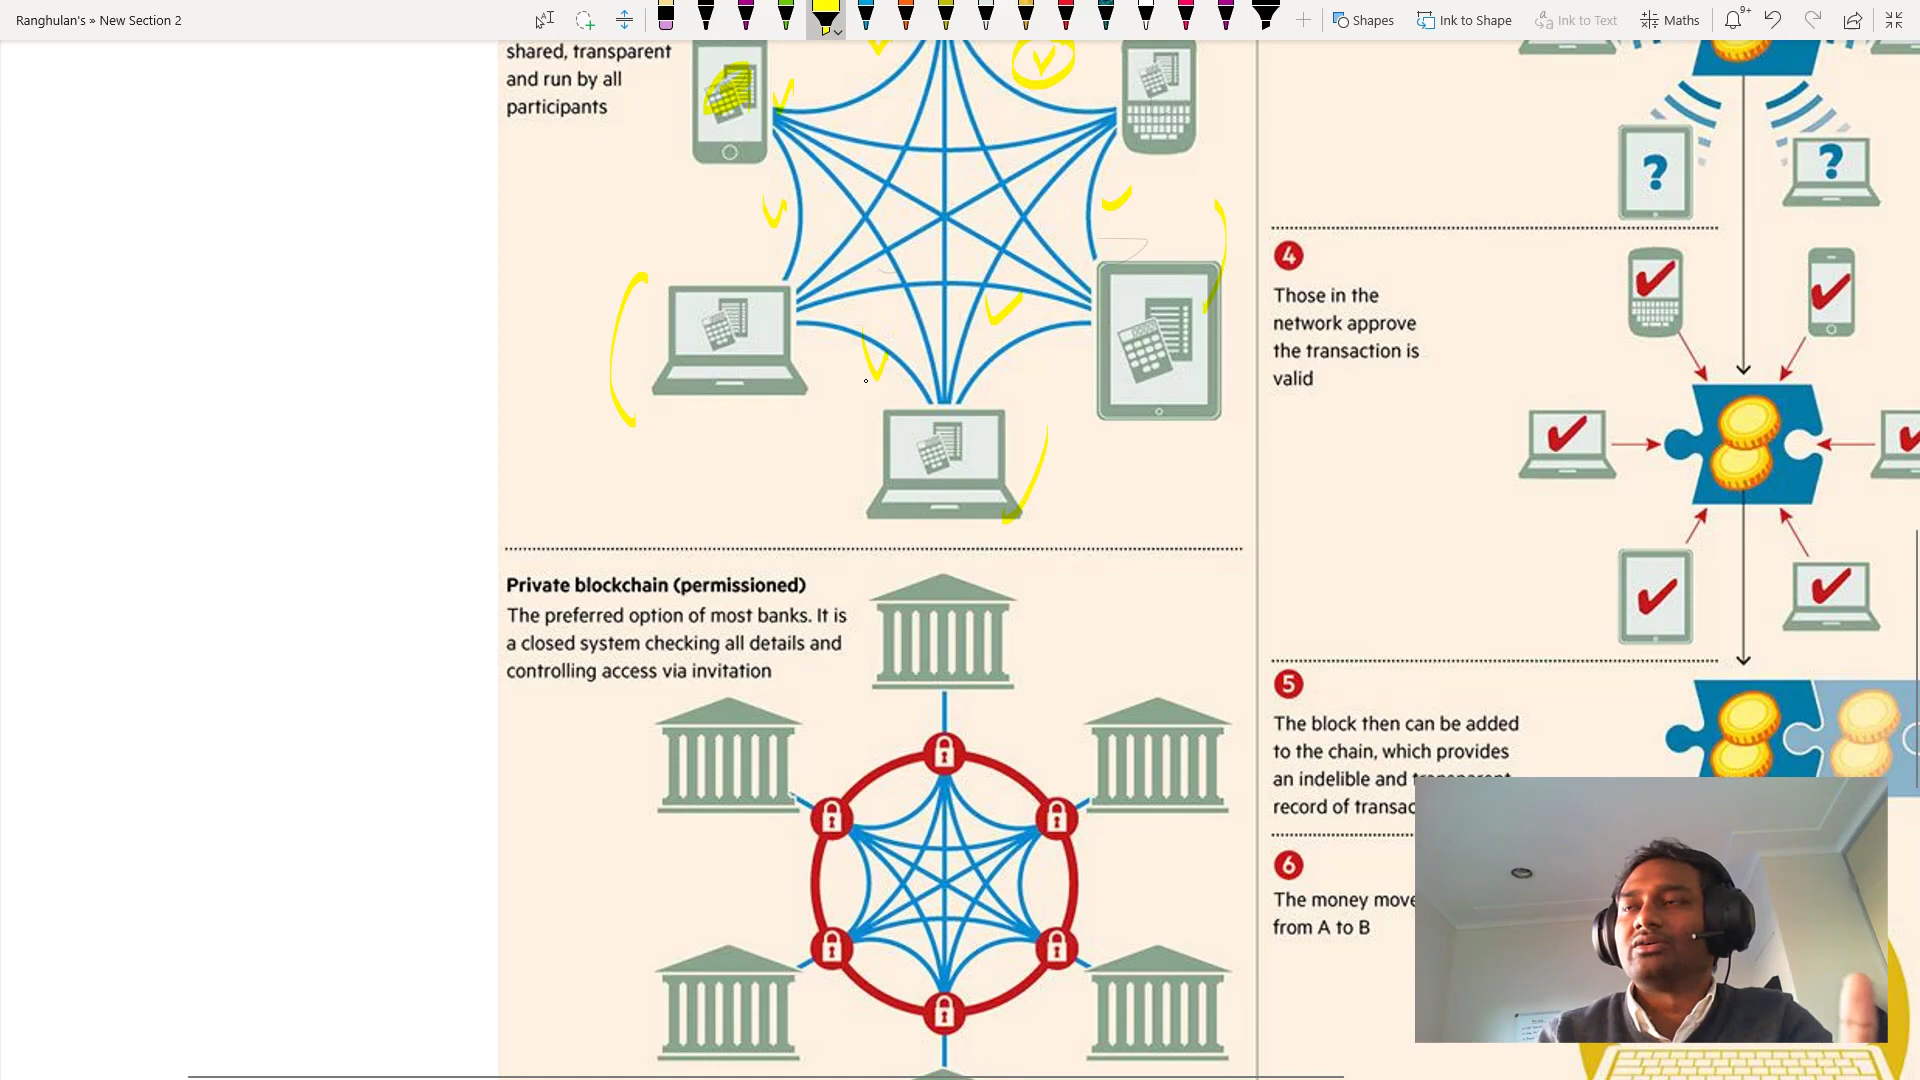 Ranghulan's » New Section 2
Shapes
Ink to Shape
Ink to Text
Maths
9+
shared, transparent
and run by all
participants
?
?
4
Those in the
network approve
the transaction is
valid
Private blockchain (permissioned)
The preferred option of most banks. It is
a closed system checking all details and
controlling access via invitation
5
The block then can be added
to the chain, which provides
an indelible and transparent
record of transac
6
The money move
from A to B